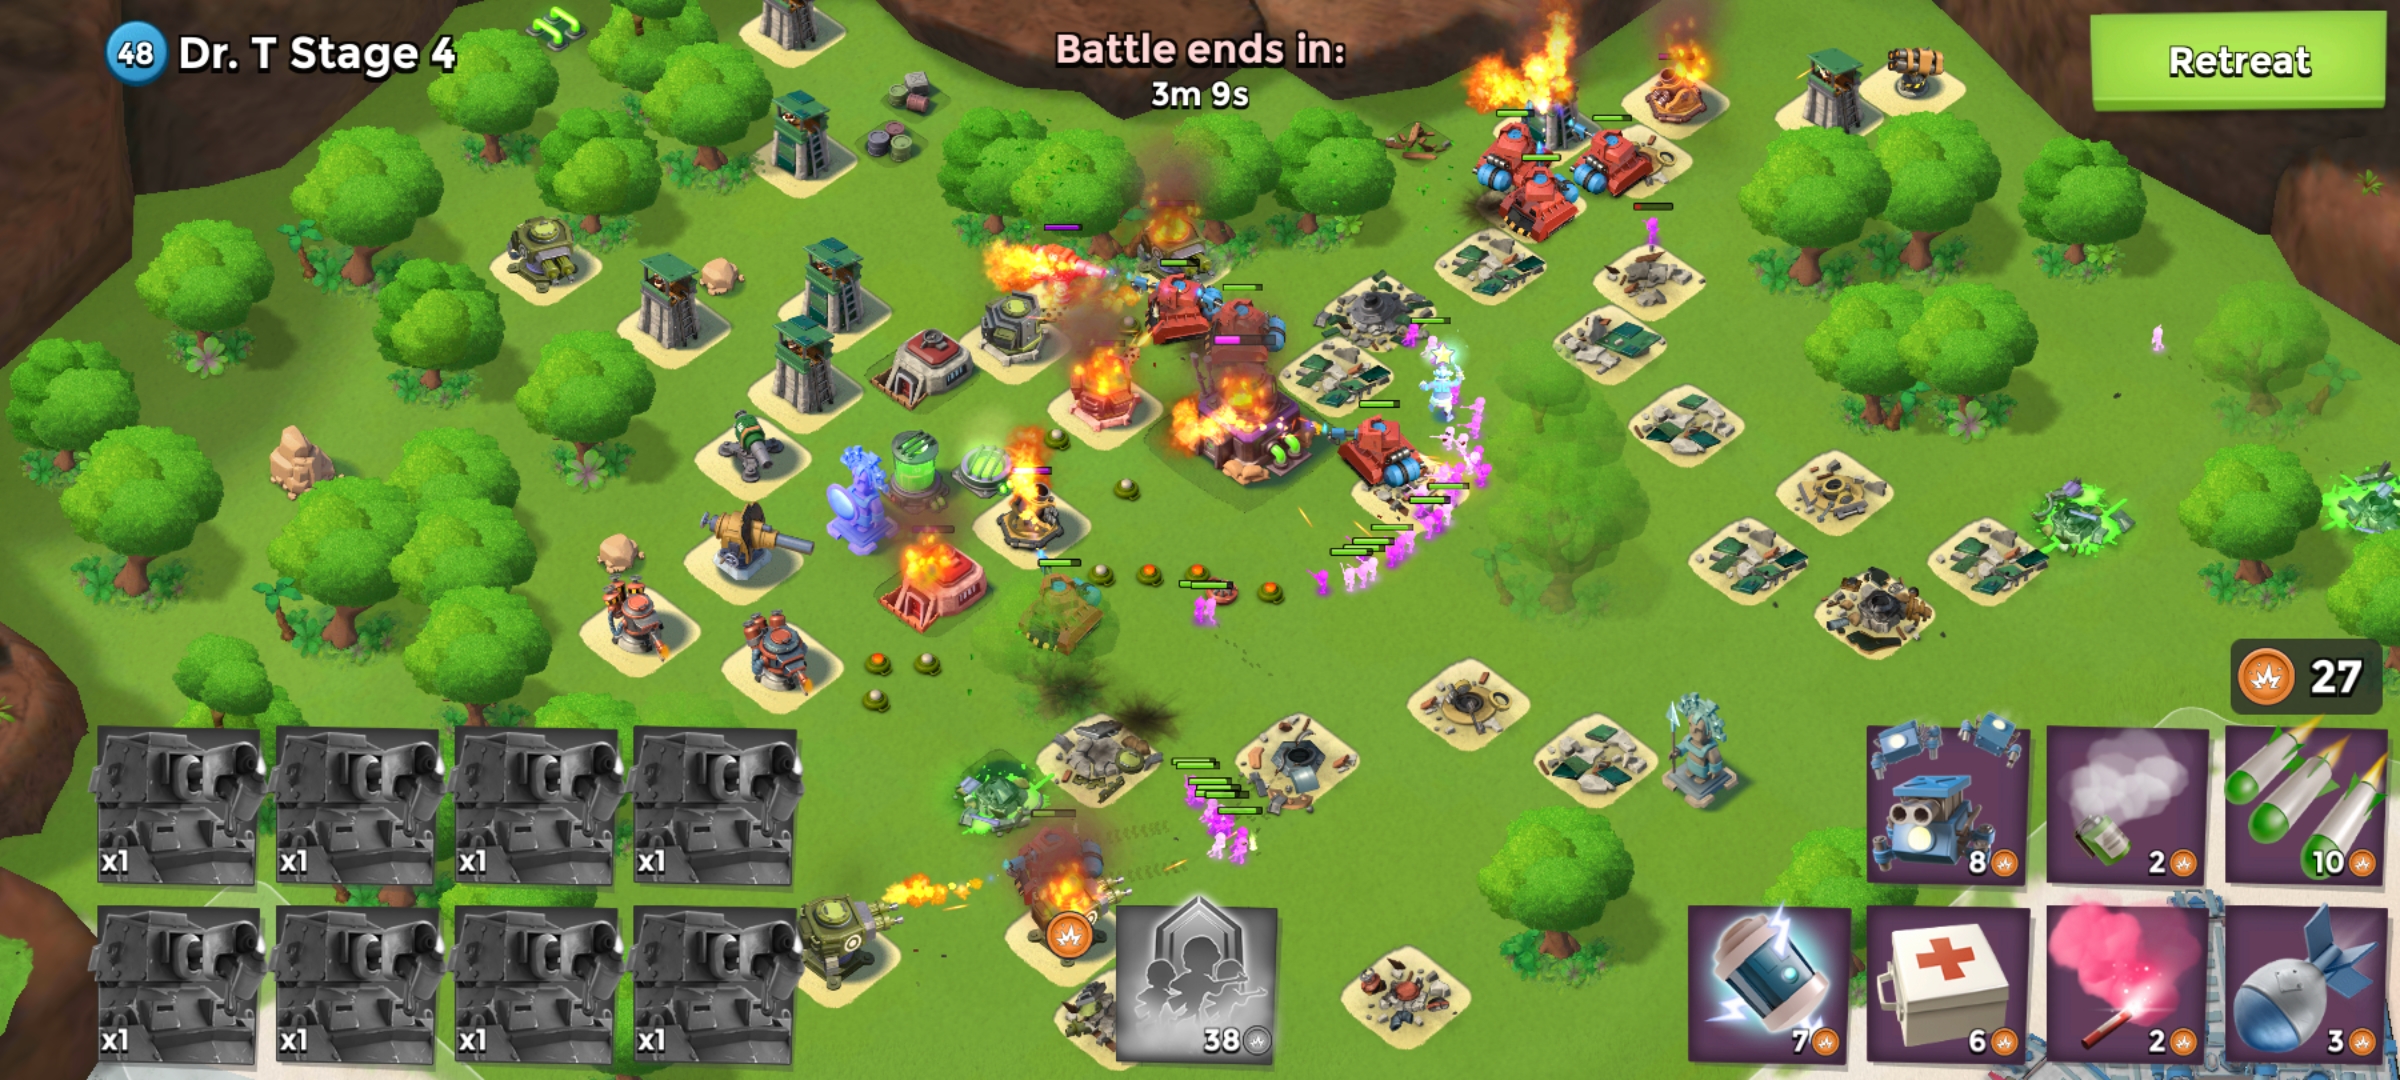 48 Dr. T Stage 4
Battle ends in:
3m 9s
Retreat
27
x1 x1 x1 x1
8 2 10
x1 x1 x1 x1
38
7 6 2 3